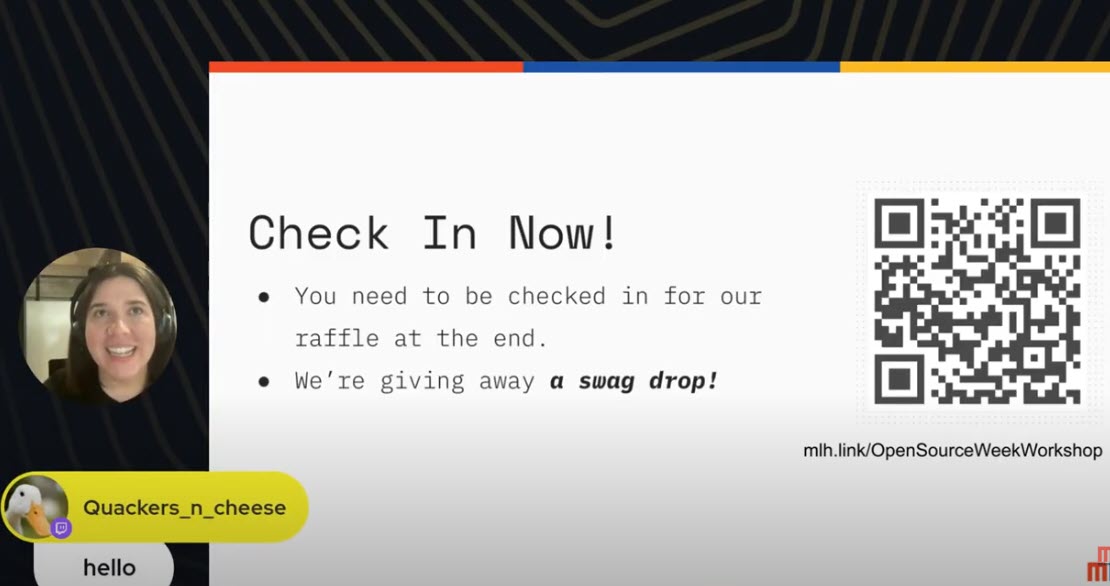 Check In Now!
● You need to be checked in for our
raffle at the end.
● We're giving away a swag drop!
mlh.link/OpenSourceWeekWorkshop
Quackers_n_cheese
hello